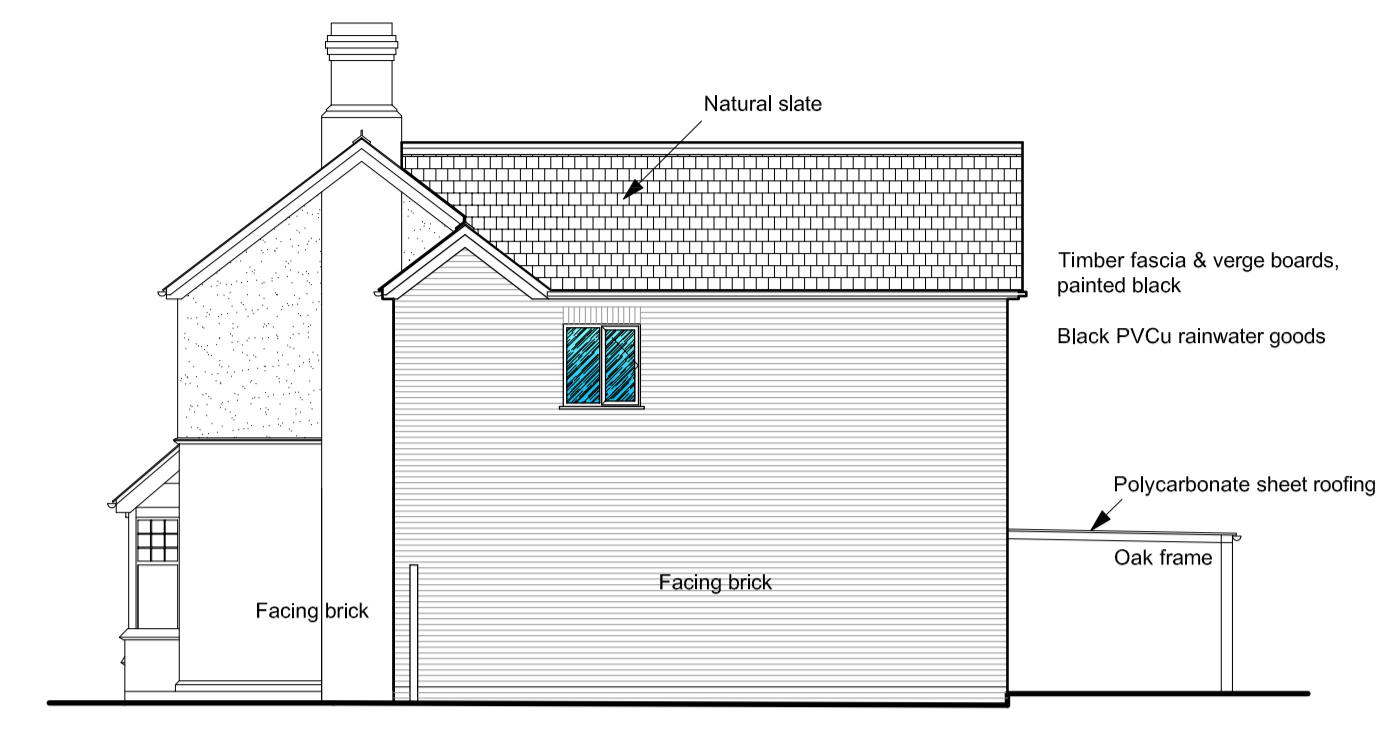 Natural slate
Timber fascia & verge boards,
painted black
Black PVCu rainwater goods
Polycarbonate sheet roofing
Oak frame
Facing brick
Facing brick